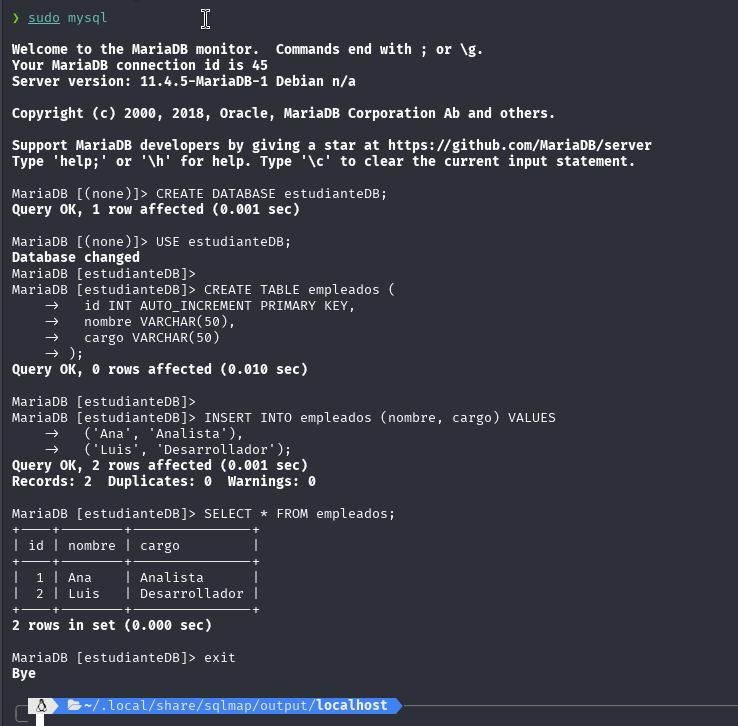 ❯ sudo mysql
Welcome to the MariaDB monitor.  Commands end with ; or \g.
Your MariaDB connection id is 45
Server version: 11.4.5-MariaDB-1 Debian n/a
Copyright (c) 2000, 2018, Oracle, MariaDB Corporation Ab and others.
Support MariaDB developers by giving a star at https://github.com/MariaDB/server
Type 'help;' or '\h' for help. Type '\c' to clear the current input statement.
MariaDB [(none)]> CREATE DATABASE estudianteDB;
Query OK, 1 row affected (0.001 sec)
MariaDB [(none)]> USE estudianteDB;
Database changed
MariaDB [estudianteDB]>
MariaDB [estudianteDB]> CREATE TABLE empleados (
    ->   id INT AUTO_INCREMENT PRIMARY KEY,
    ->   nombre VARCHAR(50),
    ->   cargo VARCHAR(50)
    -> );
Query OK, 0 rows affected (0.010 sec)
MariaDB [estudianteDB]>
MariaDB [estudianteDB]> INSERT INTO empleados (nombre, cargo) VALUES
    ->   ('Ana', 'Analista'),
    ->   ('Luis', 'Desarrollador');
Query OK, 2 rows affected (0.001 sec)
Records: 2  Duplicates: 0  Warnings: 0
MariaDB [estudianteDB]> SELECT * FROM empleados;
+----+--------+---------------+
| id | nombre | cargo         |
+----+--------+---------------+
|  1 | Ana    | Analista      |
|  2 | Luis   | Desarrollador |
+----+--------+---------------+
2 rows in set (0.000 sec)
MariaDB [estudianteDB]> exit
Bye
~/.local/share/sqlmap/output/localhost